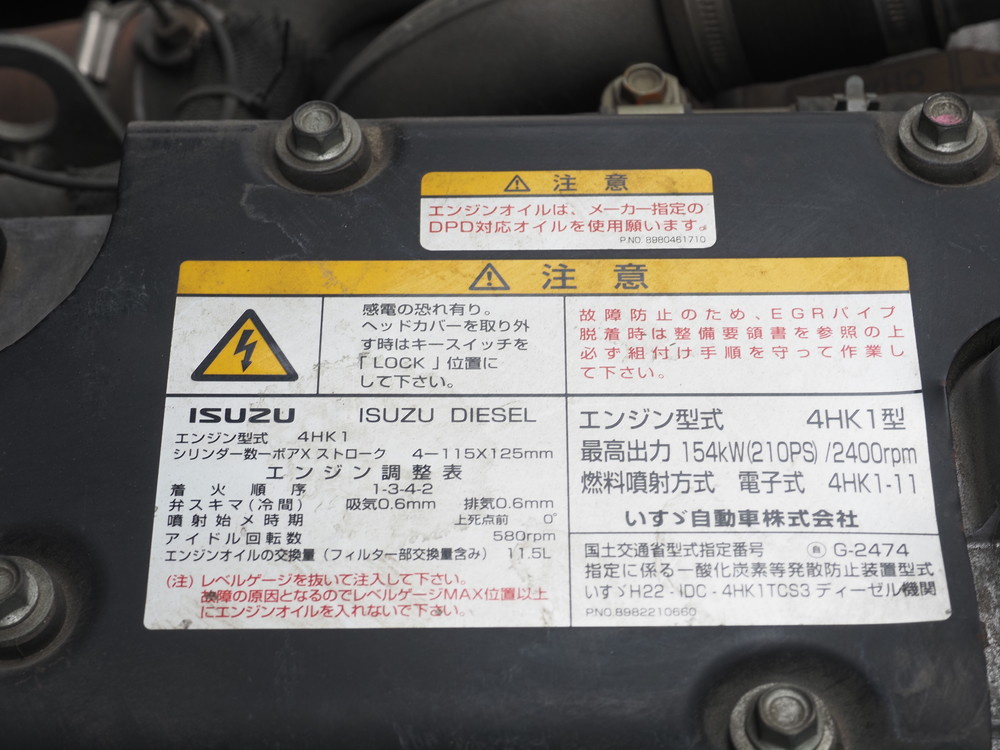 注意
エンジンオイルは、メーカー指定の
DPD対応オイルを使用願います。
P.NO. 8980461710
注意
感電の恐れ有り。
ヘッドカバーを取り外
す時はキースイッチを
「LOCK」位置に
して下さい。
故障防止のため、EGRパイプ
脱着時は整備要領書を参照の上
必ず組付け手順を守って作業し
て下さい。
ISUZU ISUZU DIESEL
エンジン型式 4HK1
シリンダー数ーボアX ストローク 4－115X125mm
エンジン調整表
着火順序 1-3-4-2
弁スキマ(冷間) 吸気0.6mm 排気0.6mm
噴射始メ時期 上死点前 0°
アイドル回転数 580rpm
エンジンオイルの交換量（フィルター部交換量含み） 11.5L
(注) レベルゲージを抜いて注入して下さい。
故障の原因となるのでレベルゲージMAX位置以上
にエンジンオイルを入れないで下さい。
エンジン型式 4HK1型
最高出力 154kW(210PS) /2400rpm
燃料噴射方式 電子式 4HK1-11
いすゞ自動車株式会社
国土交通省型式指定番号 自 G-2474
指定に係る一酸化炭素等発散防止装置型式
いすゞH22 - IDC - 4HK1TCS3 ディーゼル機関
P.NO.8982210660